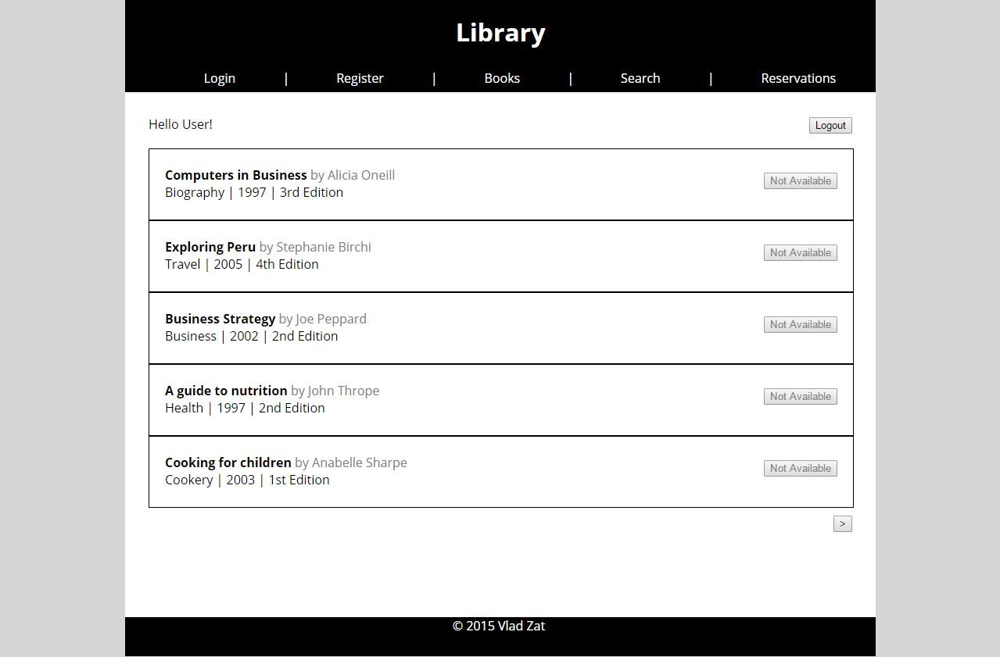 Library
Login | Register | Books | Search | Reservations
Hello User! Logout
Computers in Business by Alicia Oneill
Not Available
Biography | 1997 | 3rd Edition
Exploring Peru by Stephanie Birchi
Not Available
Travel | 2005 | 4th Edition
Business Strategy by Joe Peppard
Not Available
Business | 2002 | 2nd Edition
A guide to nutrition by John Thrope
Not Available
Health | 1997 | 2nd Edition
Cooking for children by Anabelle Sharpe
Not Available
Cookery | 2003 | 1st Edition
>
© 2015 Vlad Zat